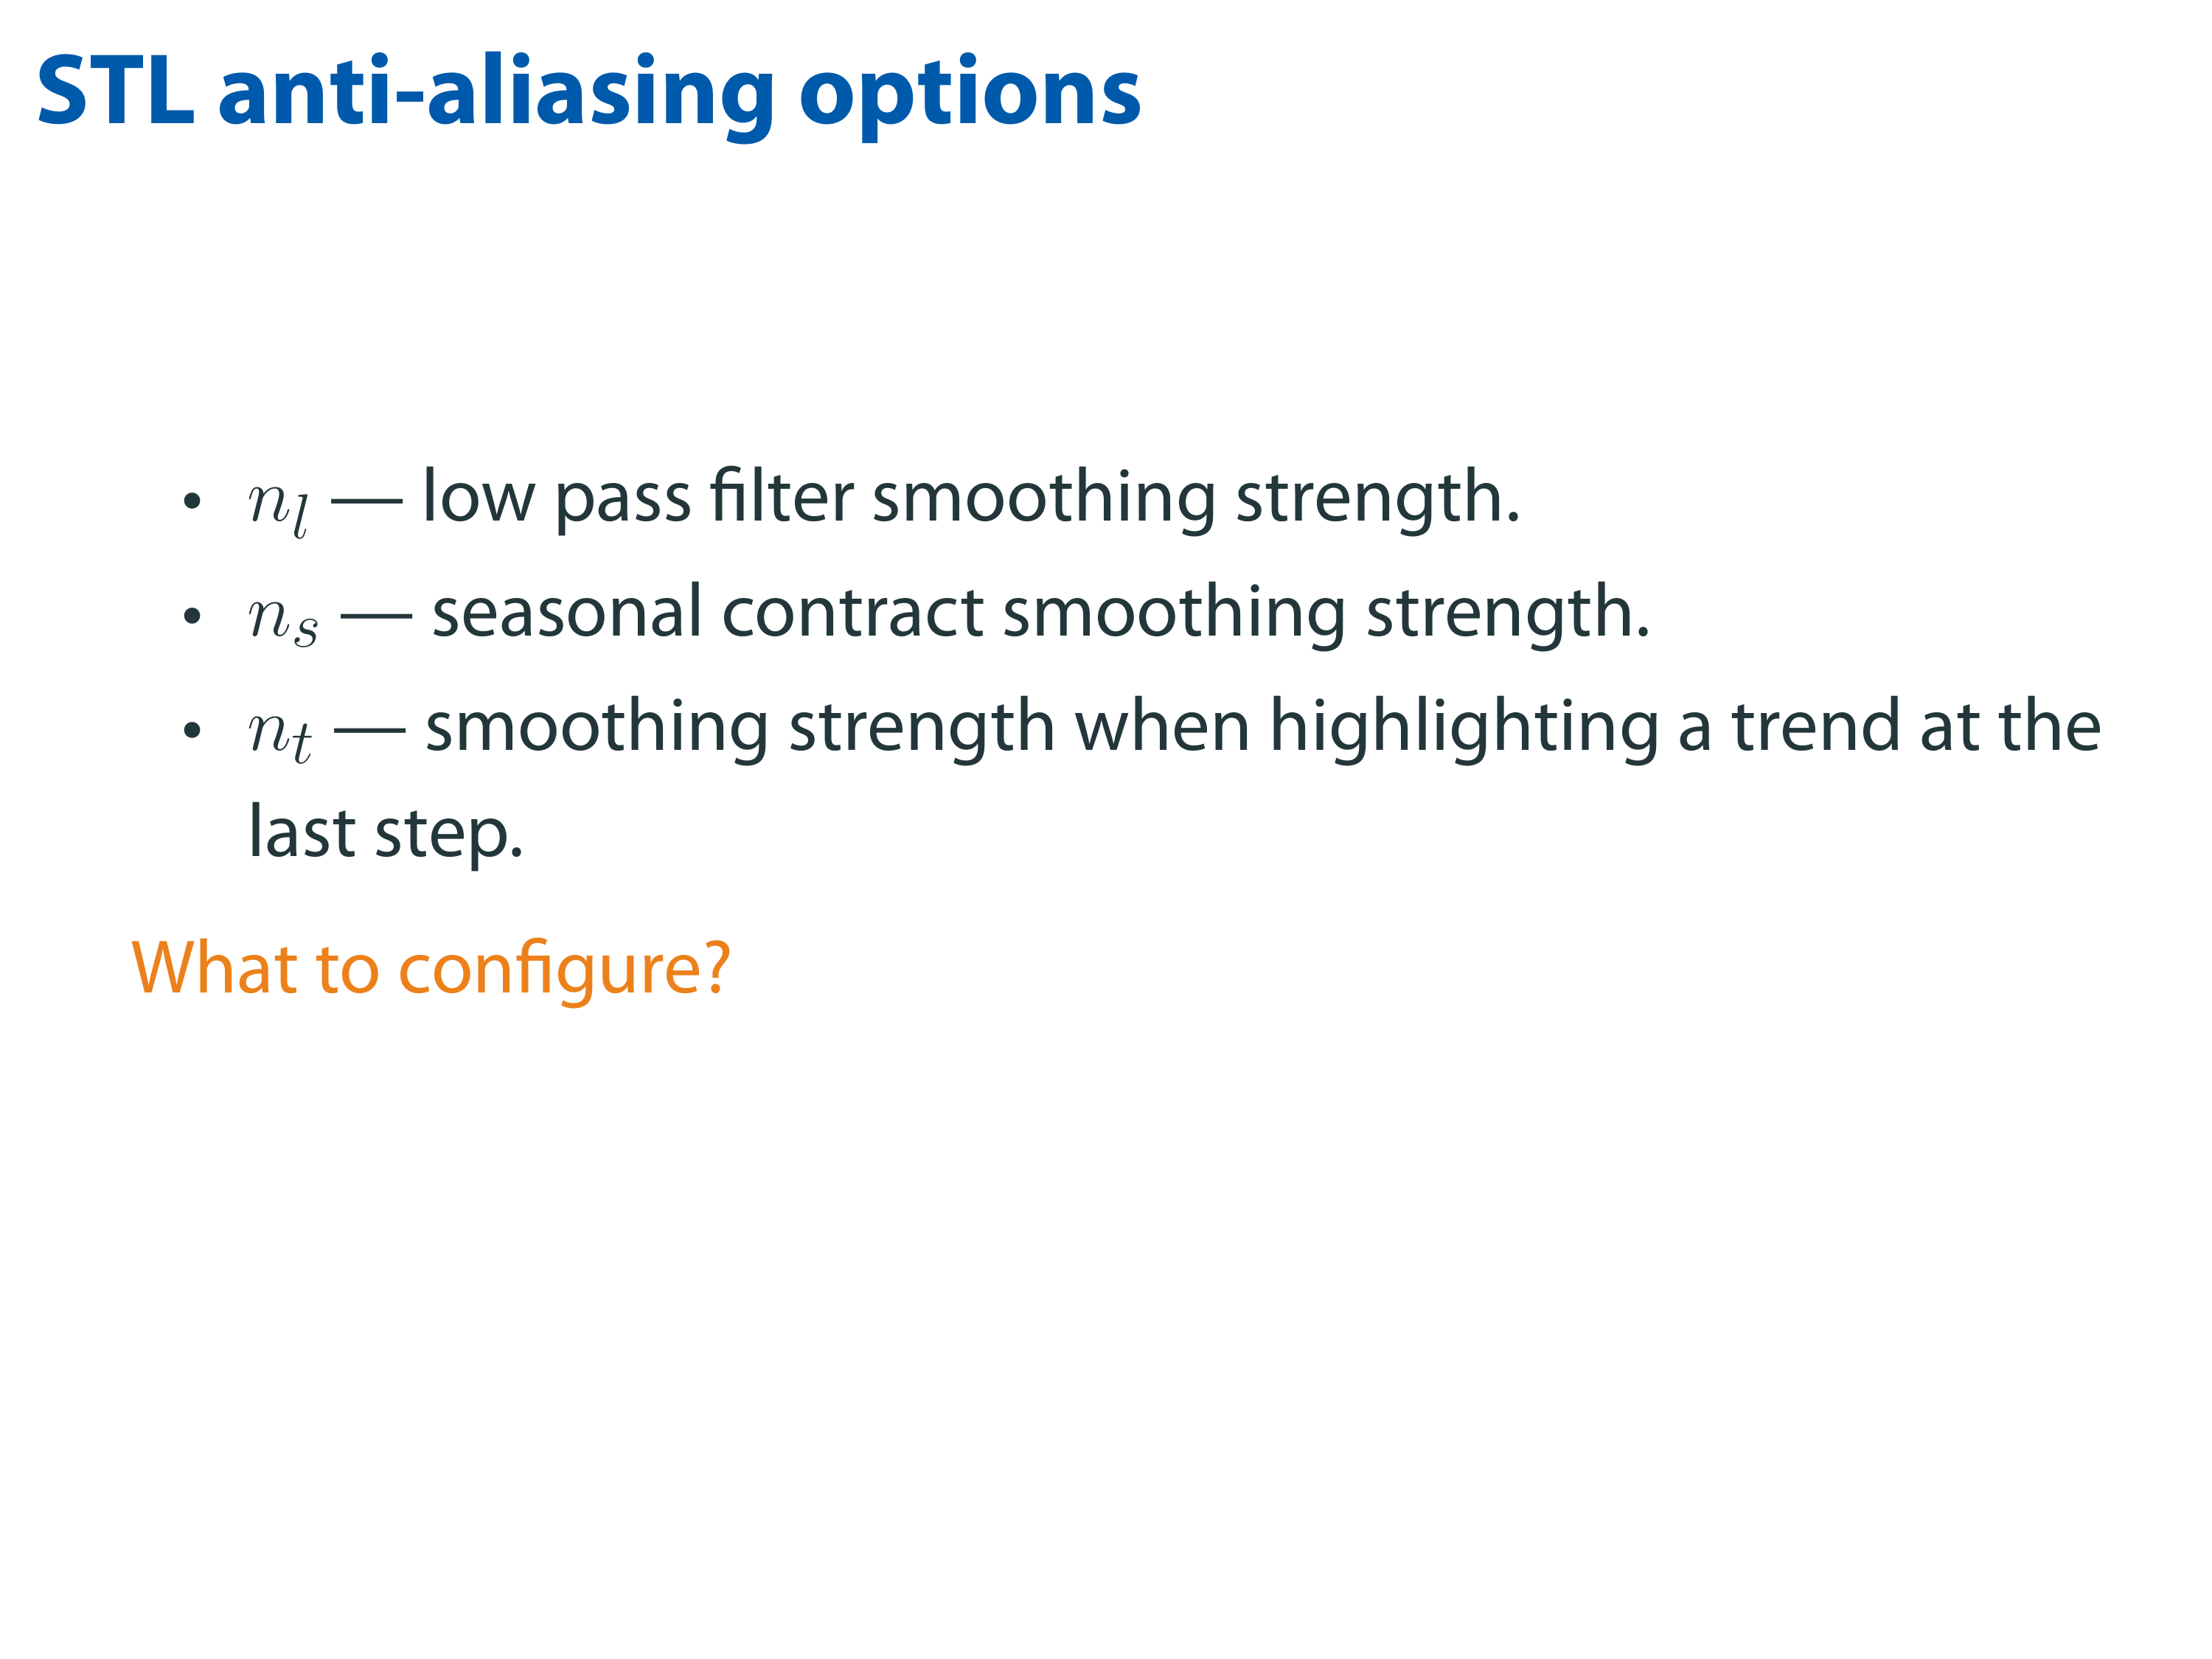 STL anti-aliasing options
• $n_l$ — low pass filter smoothing strength.
• $n_s$ — seasonal contract smoothing strength.
• $n_t$ — smoothing strength when highlighting a trend at the
last step.
What to configure?